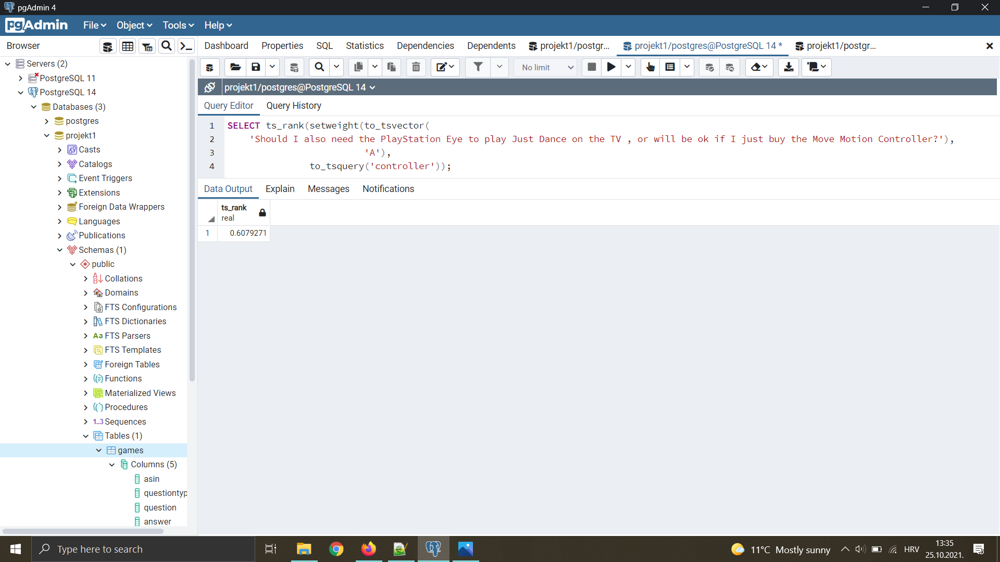 pgAdmin 4
pgAdmin File Object Tools Help
Browser
Dashboard Properties SQL Statistics Dependencies Dependents projekt1/postgr... projekt1/postgres@PostgreSQL 14 * projekt1/postgr...
No limit
projekt1/postgres@PostgreSQL 14
Query Editor Query History
1 SELECT ts_rank(setweight(to_tsvector(
2 'Should I also need the PlayStation Eye to play Just Dance on the TV , or will be ok if I just buy the Move Motion Controller?'),
3 'A'),
4 to_tsquery('controller'));
Data Output Explain Messages Notifications
ts_rank
real
1 0.6079271
Servers (2)
PostgreSQL 11
PostgreSQL 14
Databases (3)
postgres
projekt1
Casts
Catalogs
Event Triggers
Extensions
Foreign Data Wrappers
Languages
Publications
Schemas (1)
public
Collations
Domains
FTS Configurations
FTS Dictionaries
Aa FTS Parsers
FTS Templates
Foreign Tables
Functions
Materialized Views
Procedures
1..3 Sequences
Tables (1)
games
Columns (5)
asin
questiontyp
question
answer
Type here to search
11°C Mostly sunny
HRV
13:35
25.10.2021.